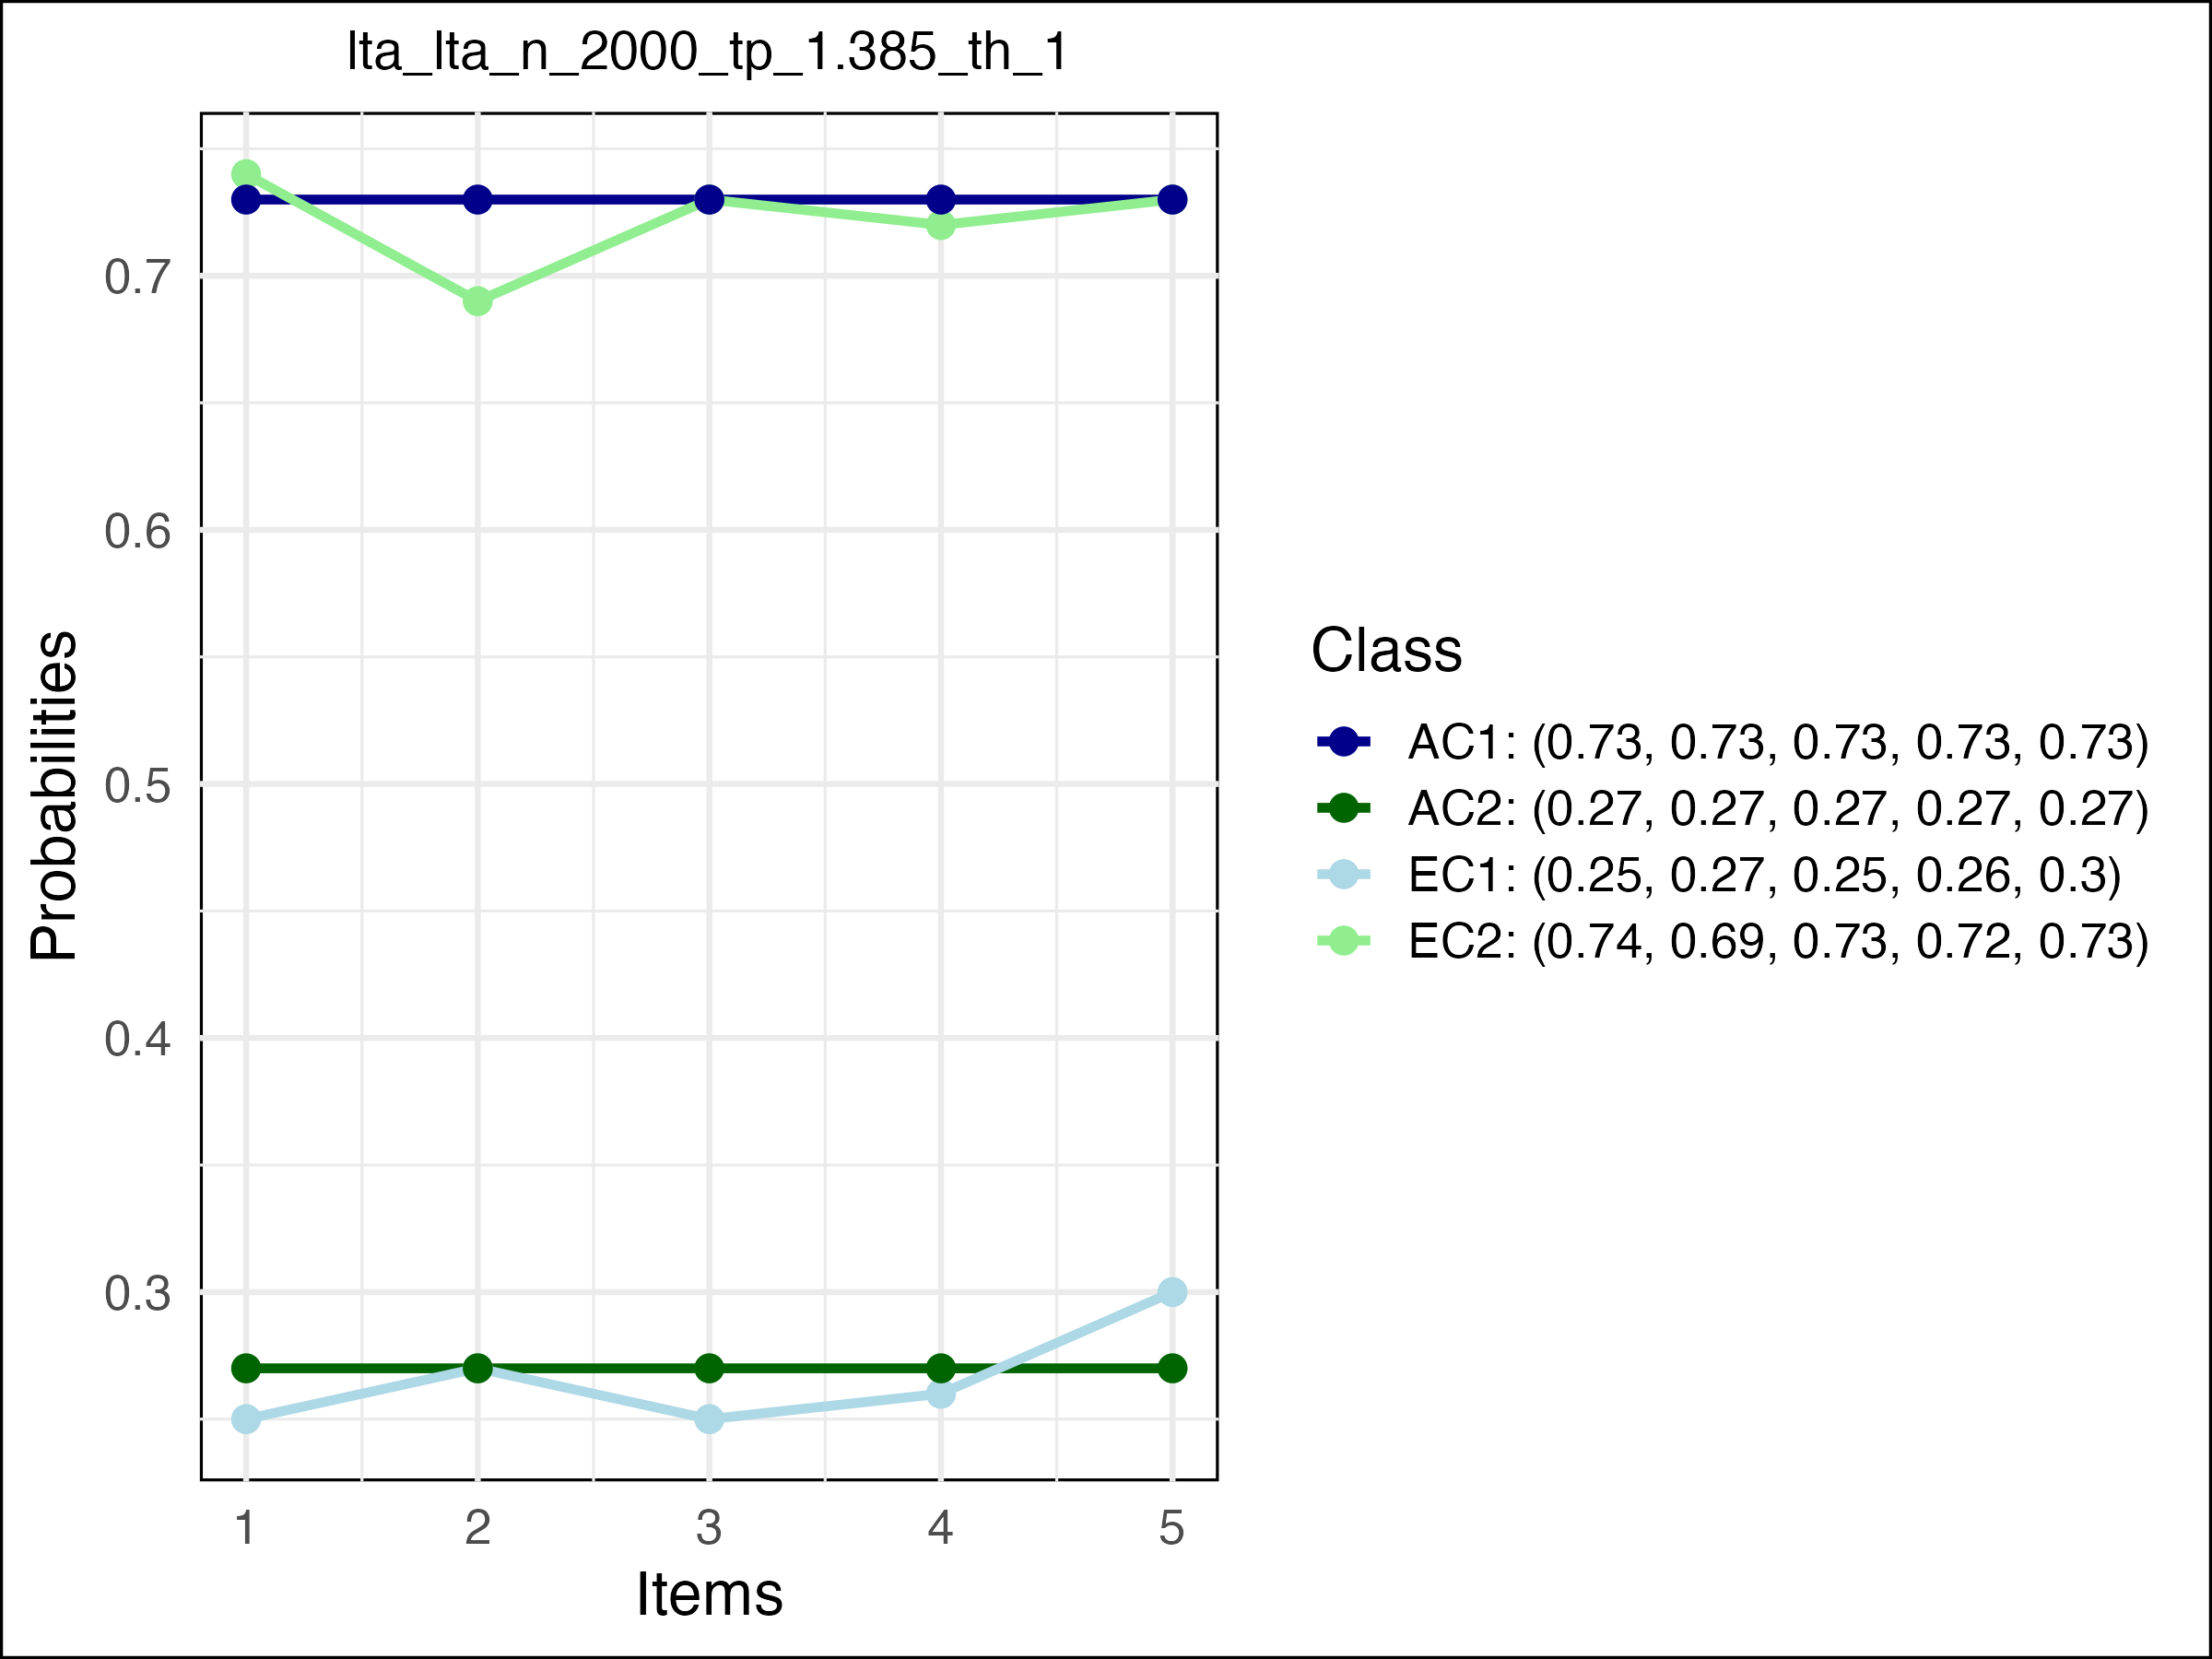 lta_lta_n_2000_tp_1.385_th_1
Probabilities
0.7
0.6
0.5
0.4
0.3
1 2 3 4 5
Items
Class
AC1: (0.73, 0.73, 0.73, 0.73, 0.73)
AC2: (0.27, 0.27, 0.27, 0.27, 0.27)
EC1: (0.25, 0.27, 0.25, 0.26, 0.3)
EC2: (0.74, 0.69, 0.73, 0.72, 0.73)